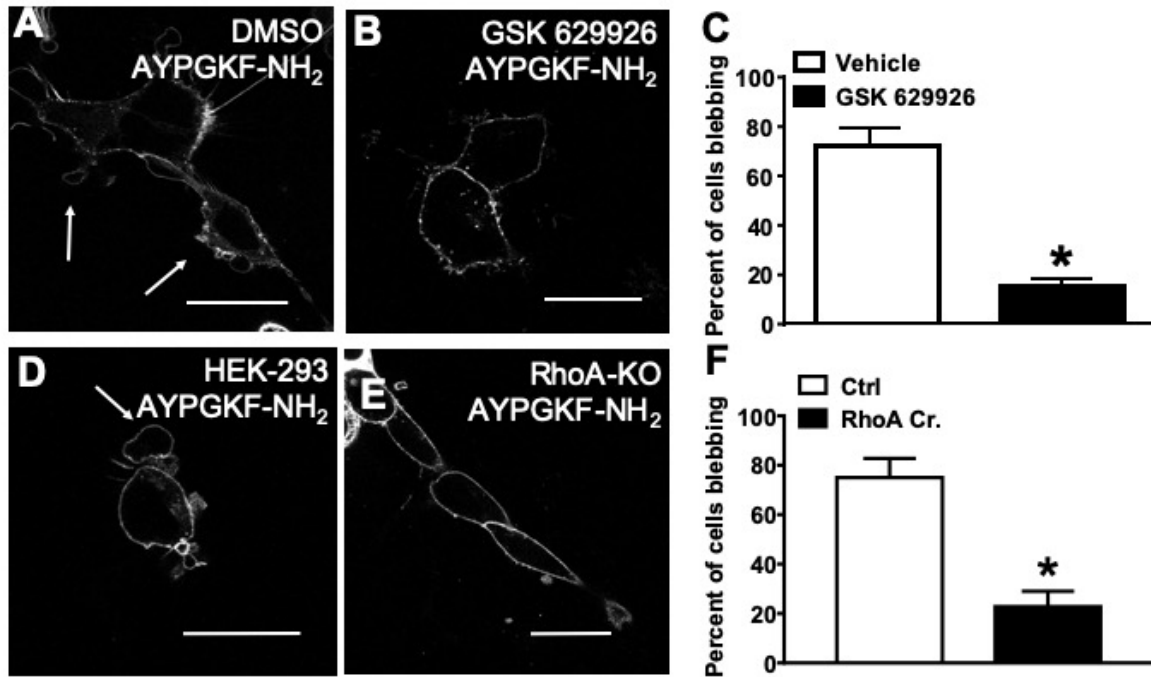 A
DMSO
AYPGKF-NH₂
B
GSK 629926
AYPGKF-NH₂
C
Vehicle
GSK 629926
Percent of cells blebbing
100
80
60
40
20
0
*
D
HEK-293
AYPGKF-NH₂
E
RhoA-KO
AYPGKF-NH₂
F
Ctrl
RhoA Cr.
Percent of cells blebbing
100
80
60
40
20
0
*